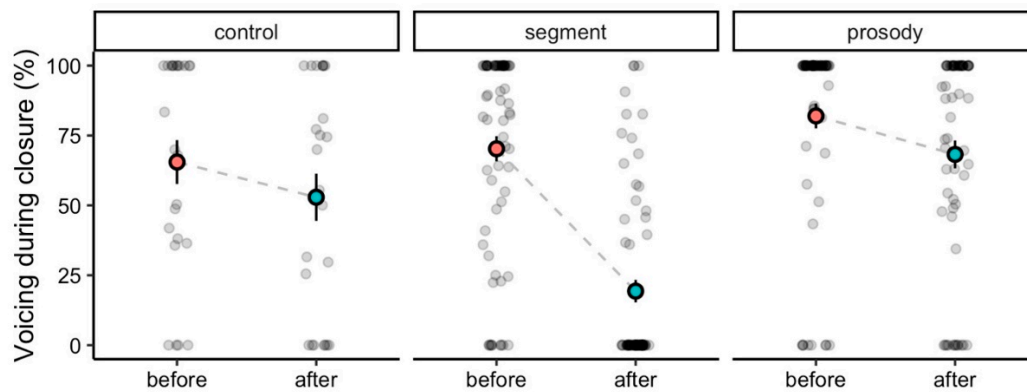 control segment prosody
Voicing during closure (%)
100
75
50
25
0
before after before after before after